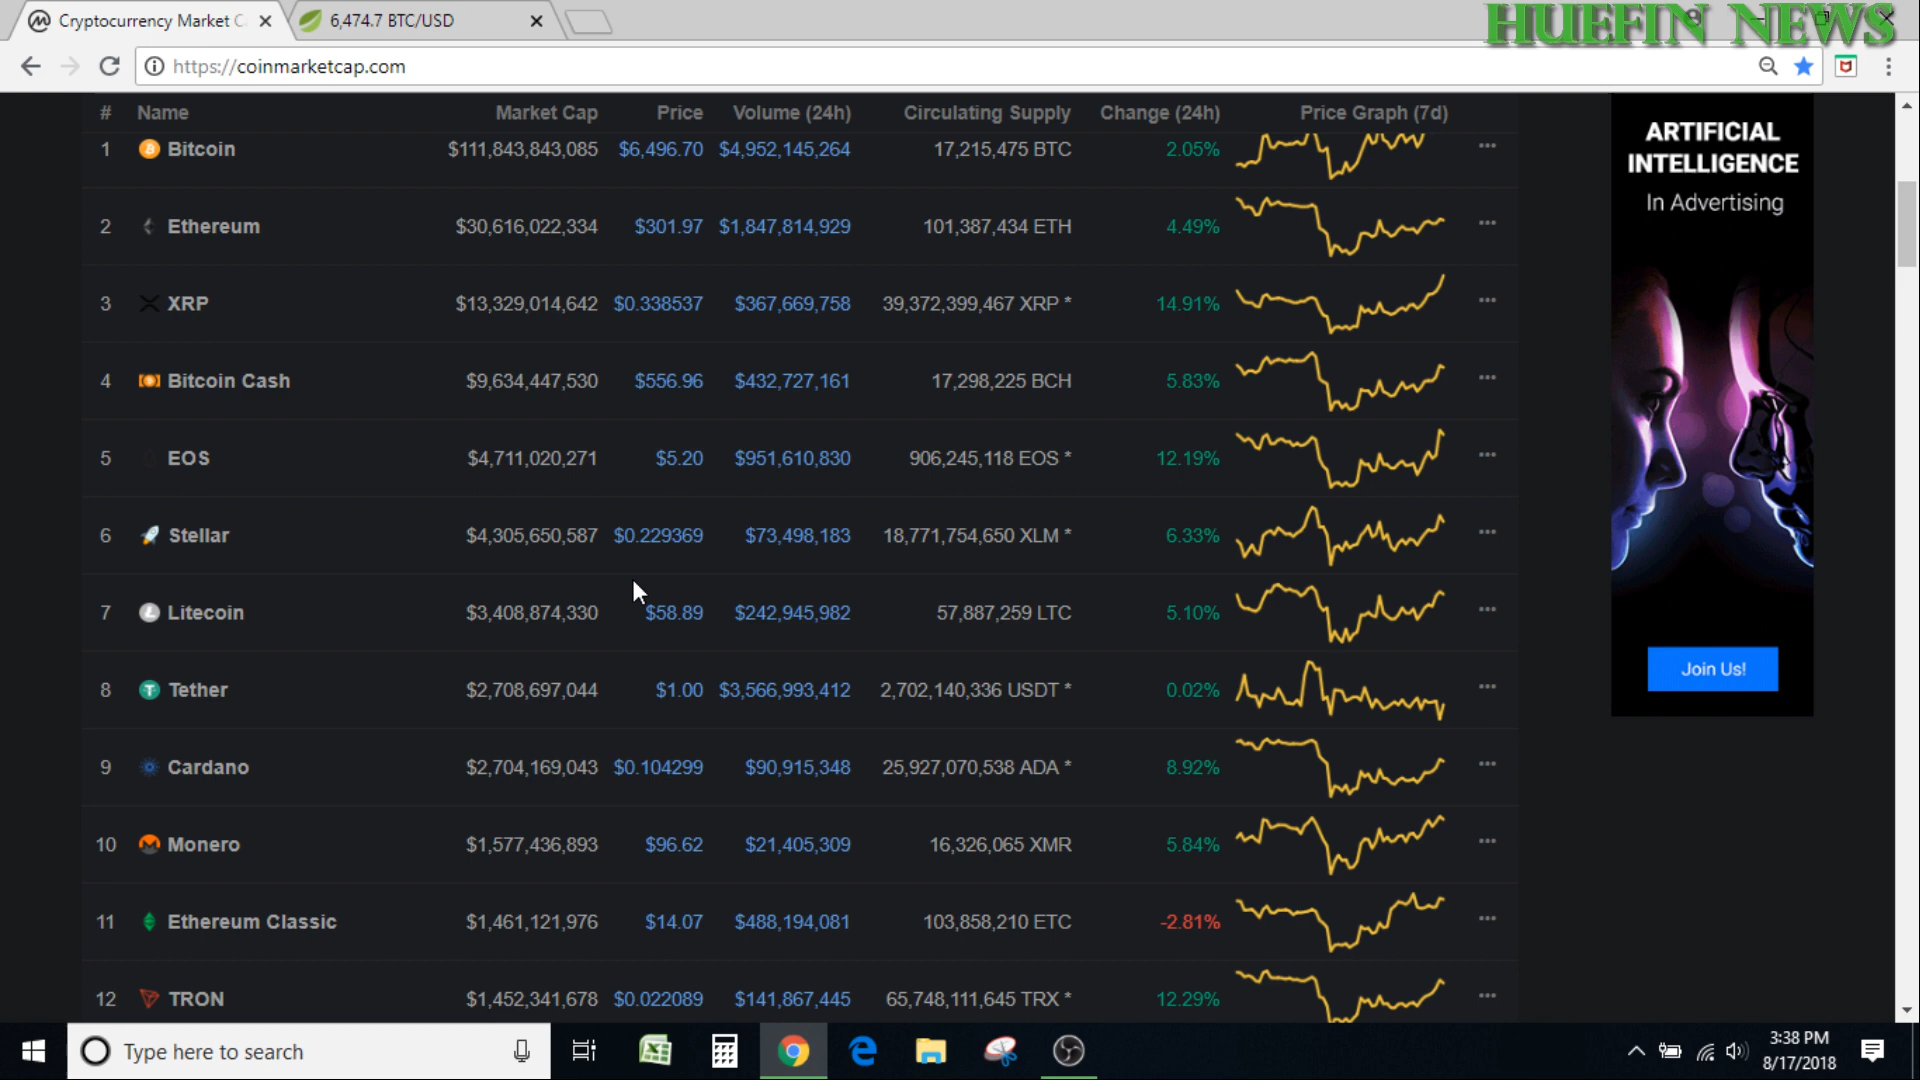 Cryptocurrency Market C
6,474.7 BTC/USD
HUEFIN NEWS
https://coinmarketcap.com
# Name Market Cap Price Volume (24h) Circulating Supply Change (24h) Price Graph (7d)
1 Bitcoin $111,843,843,085 $6,496.70 $4,952,145,264 17,215,475 BTC 2.05%
2 Ethereum $30,616,022,334 $301.97 $1,847,814,929 101,387,434 ETH 4.49%
3 XRP $13,329,014,642 $0.338537 $367,669,758 39,372,399,467 XRP * 14.91%
4 Bitcoin Cash $9,634,447,530 $556.96 $432,727,161 17,298,225 BCH 5.83%
5 EOS $4,711,020,271 $5.20 $951,610,830 906,245,118 EOS * 12.19%
6 Stellar $4,305,650,587 $0.229369 $73,498,183 18,771,754,650 XLM * 6.33%
7 Litecoin $3,408,874,330 $58.89 $242,945,982 57,887,259 LTC 5.10%
8 Tether $2,708,697,044 $1.00 $3,566,993,412 2,702,140,336 USDT * 0.02%
9 Cardano $2,704,169,043 $0.104299 $90,915,348 25,927,070,538 ADA * 8.92%
10 Monero $1,577,436,893 $96.62 $21,405,309 16,326,065 XMR 5.84%
11 Ethereum Classic $1,461,121,976 $14.07 $488,194,081 103,858,210 ETC -2.81%
12 TRON $1,452,341,678 $0.022089 $141,867,445 65,748,111,645 TRX * 12.29%
ARTIFICIAL
INTELLIGENCE
In Advertising
Join Us!
Type here to search
3:38 PM
8/17/2018